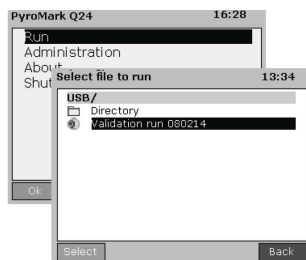 PyroMark Q24 16:28
Run
Administration
About
Shut
Ok
Select file to run 13:34
USB/
Directory
Validation run 080214
Select Back